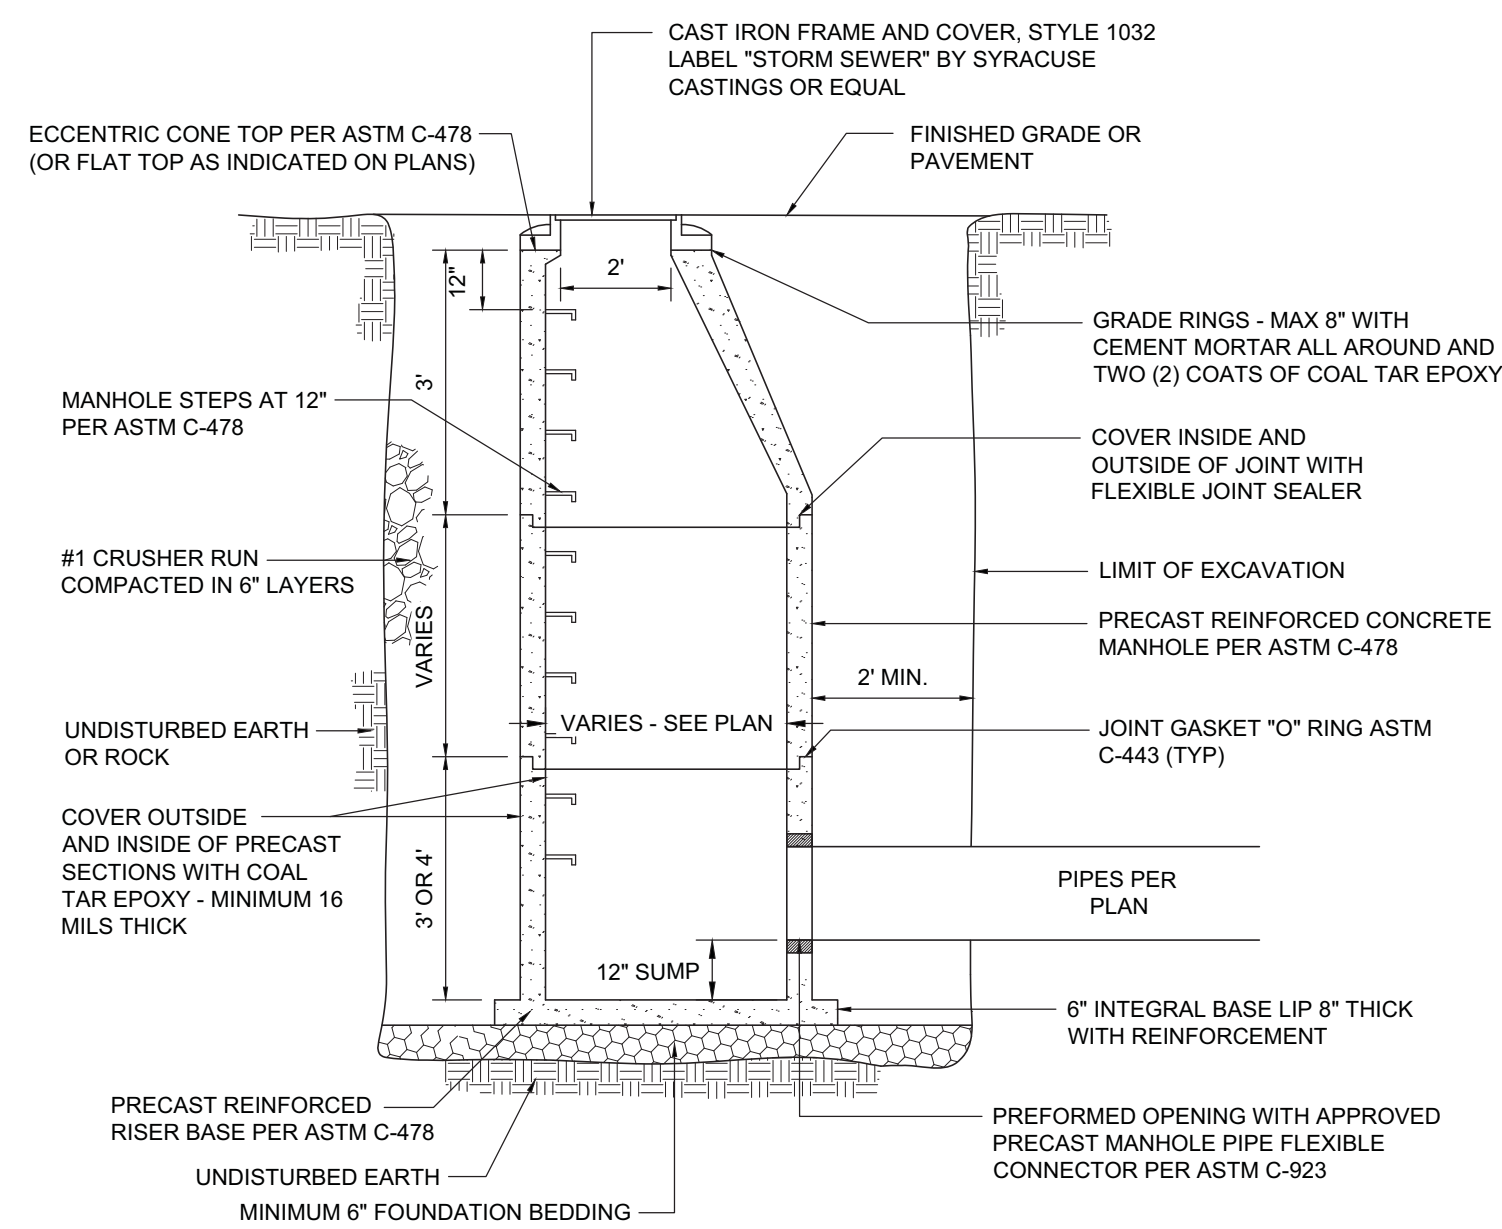 CAST IRON FRAME AND COVER, STYLE 1032
LABEL "STORM SEWER" BY SYRACUSE
CASTINGS OR EQUAL
ECCENTRIC CONE TOP PER ASTM C-478
(OR FLAT TOP AS INDICATED ON PLANS)
FINISHED GRADE OR
PAVEMENT
12"
2'
GRADE RINGS - MAX 8" WITH
CEMENT MORTAR ALL AROUND AND
TWO (2) COATS OF COAL TAR EPOXY
3'
MANHOLE STEPS AT 12"
PER ASTM C-478
COVER INSIDE AND
OUTSIDE OF JOINT WITH
FLEXIBLE JOINT SEALER
#1 CRUSHER RUN
COMPACTED IN 6" LAYERS
LIMIT OF EXCAVATION
VARIES
PRECAST REINFORCED CONCRETE
MANHOLE PER ASTM C-478
2' MIN.
UNDISTURBED EARTH
OR ROCK
VARIES - SEE PLAN
JOINT GASKET "O" RING ASTM
C-443 (TYP)
COVER OUTSIDE
AND INSIDE OF PRECAST
SECTIONS WITH COAL
TAR EPOXY - MINIMUM 16
MILS THICK
3' OR 4'
PIPES PER
PLAN
12" SUMP
6" INTEGRAL BASE LIP 8" THICK
WITH REINFORCEMENT
PRECAST REINFORCED
RISER BASE PER ASTM C-478
PREFORMED OPENING WITH APPROVED
PRECAST MANHOLE PIPE FLEXIBLE
CONNECTOR PER ASTM C-923
UNDISTURBED EARTH
MINIMUM 6" FOUNDATION BEDDING